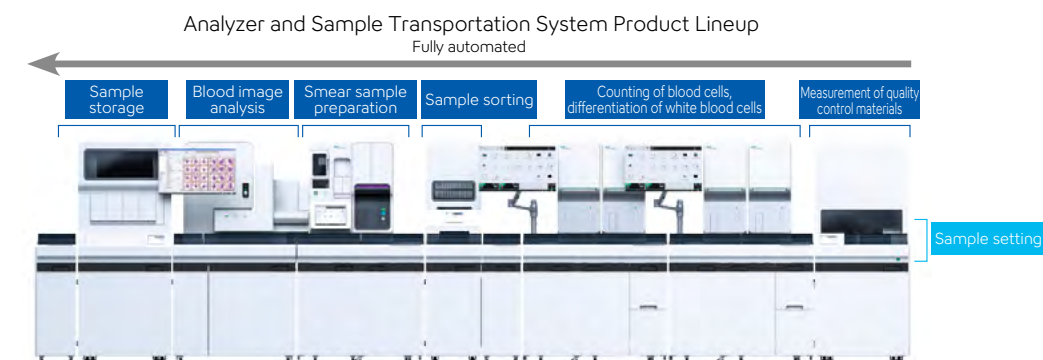 Analyzer and Sample Transportation System Product Lineup
Fully automated
Sample
storage
Blood image
analysis
Smear sample
preparation
Sample sorting
Counting of blood cells,
differentiation of white blood cells
Measurement of quality
control materials
Sample setting